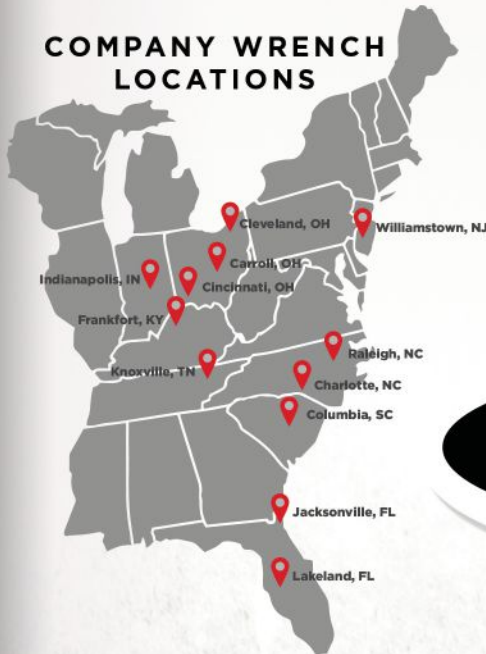 COMPANY WRENCH
LOCATIONS
Cleveland, OH
Williamstown, NJ
Carroll, OH
Indianapolis, IN
Cincinnati, OH
Frankfort, KY
Raleigh, NC
Knoxville, TN
Charlotte, NC
Columbia, SC
Jacksonville, FL
Lakeland, FL